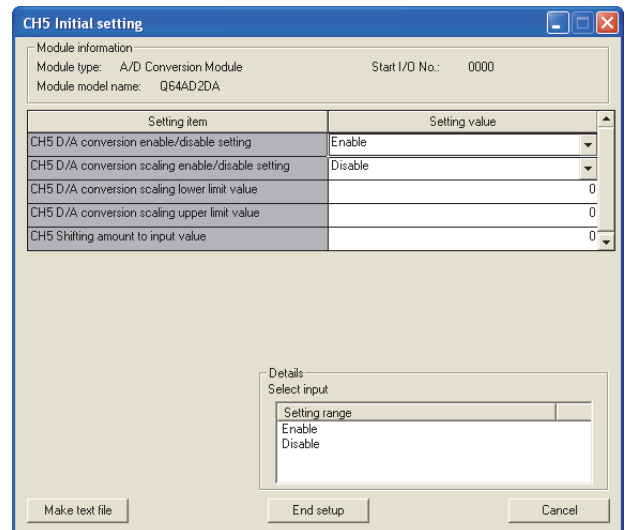 CH5 Initial setting
Module information
Module type: A/D Conversion Module Start I/O No.: 0000
Module model name: Q64AD2DA
Setting item Setting value
CH5 D/A conversion enable/disable setting Enable
CH5 D/A conversion scaling enable/disable setting Disable
CH5 D/A conversion scaling lower limit value 0
CH5 D/A conversion scaling upper limit value 0
CH5 Shifting amount to input value 0
Details
Select input
Setting range
Enable
Disable
Make text file End setup Cancel